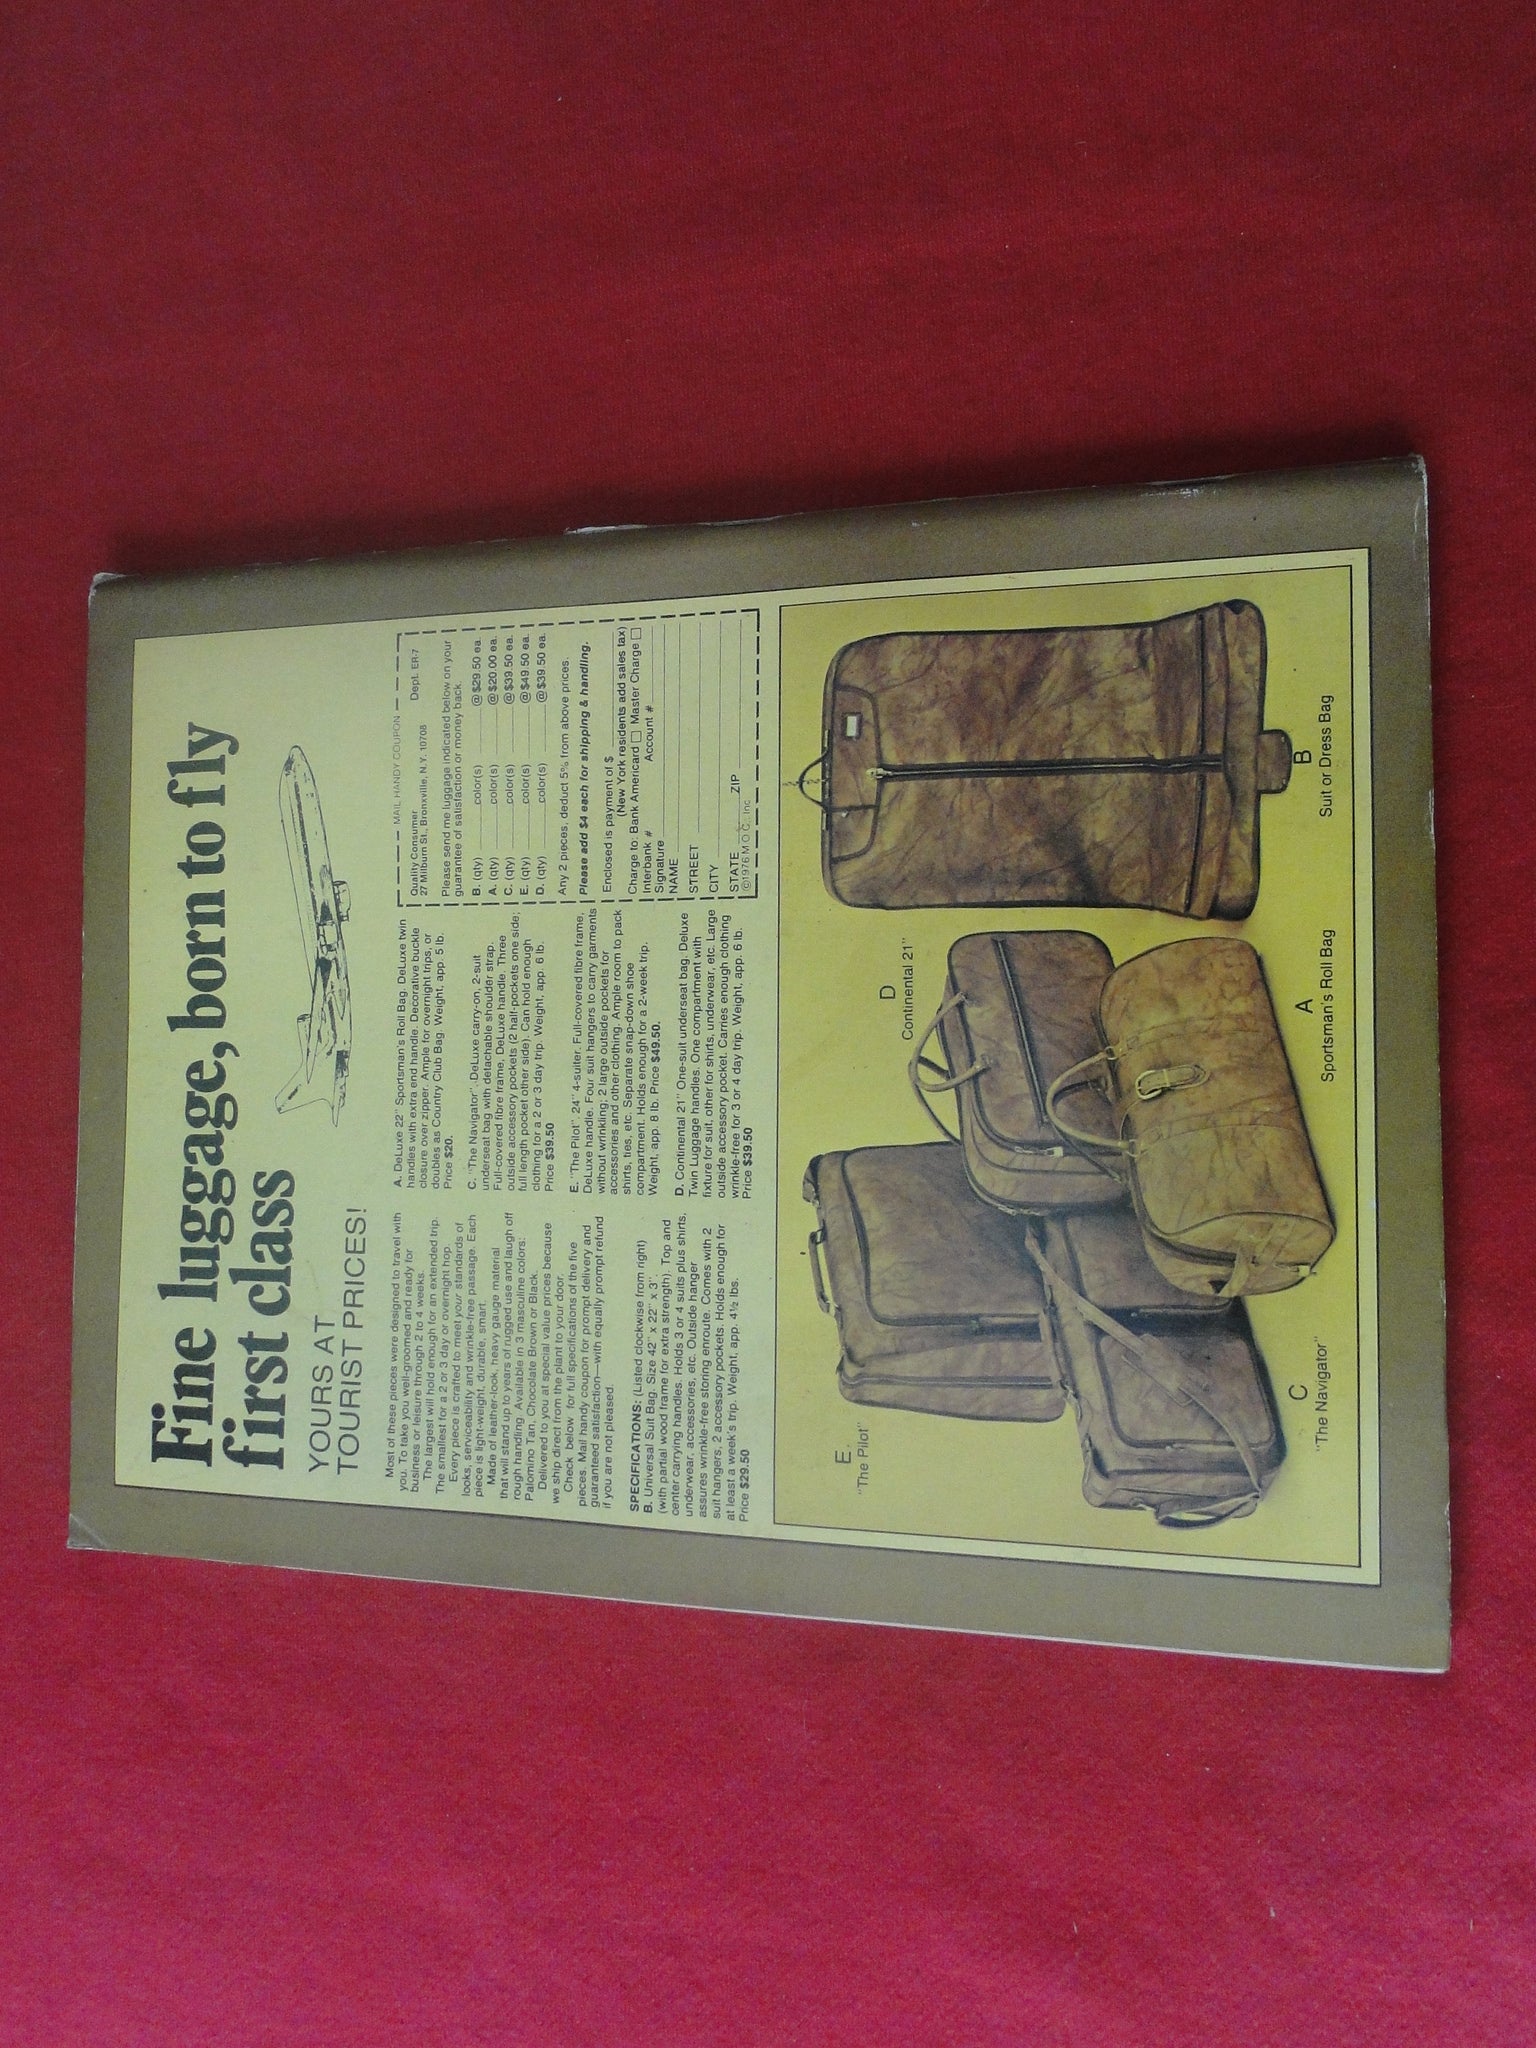 Fine luggage, born to fly
first class
YOURS AT
TOURIST PRICES!
Most of these pieces were designed to travel with
you. To take you well-groomed and ready for
business or leisure through 2 to 4 weeks.
The largest will hold enough for an extended trip.
The smallest for a 2 or 3 day or overnight hop.
Every piece is crafted to meet your standards of
looks, serviceability and wrinkle-free passage. Each
piece is light-weight, durable, smart.
Made of leather-look, heavy gauge material
that will stand up to years of rugged use and laugh off
rough handling. Available in 3 masculine colors:
Palomino Tan, Chocolate Brown or Black.
Delivered to you at special value prices because
we ship direct from the plant to your door.
Check below for full specifications of the five
pieces. Mail handy coupon for prompt delivery and
guaranteed satisfaction—with equally prompt refund
if you are not pleased.
SPECIFICATIONS: (Listed clockwise from right)
B. Universal Suit Bag. Size 42" x 22" x 3".
(with partial wood frame for extra strength). Top and
center carrying handles. Holds 3 or 4 suits plus shirts,
underwear, accessories, etc. Outside hanger
assures wrinkle-free storing enroute. Comes with 2
suit hangers, 2 accessory pockets. Holds enough for
at least a week's trip. Weight, app. 4½ lbs.
Price $29.50
A. DeLuxe 22" Sportsman's Roll Bag. DeLuxe twin
handles with extra end handle. Decorative buckle
closure over zipper. Ample for overnight trips, or
doubles as Country Club Bag. Weight, app. 5 lb.
Price $20.
C. "The Navigator". DeLuxe carry-on, 2-suit
underseat bag with detachable shoulder strap.
Full-covered fibre frame, DeLuxe handle. Three
outside accessory pockets (2 half-pockets one side;
full length pocket other side). Can hold enough
clothing for a 2 or 3 day trip. Weight, app. 6 lb.
Price $39.50
E. "The Pilot" 24" 4-suiter. Full-covered fibre frame,
DeLuxe handle. Four suit hangers to carry garments
without wrinkling; 2 large outside pockets for
accessories and other clothing. Ample room to pack
shirts, ties, etc. Separate snap-down shoe
compartment. Holds enough for a 2-week trip.
Weight, app. 8 lb. Price $49.50.
D. Continental 21" One-suit underseat bag. Deluxe
Twin Luggage handles. One compartment with
fixture for suit, other for shirts, underwear, etc. Large
outside accessory pocket. Carries enough clothing
wrinkle-free for 3 or 4 day trip. Weight, app. 6 lb.
Price $39.50
MAIL HANDY COUPON
Quality Consumer Dept. ER-7
27 Milburn St., Bronxville, N.Y. 10708
Please send me luggage indicated below on your
guarantee of satisfaction or money back.
B. (qty) color(s) @ $29.50 ea.
A. (qty) color(s) @ $20.00 ea.
C. (qty) color(s) @ $39.50 ea.
E. (qty) color(s) @ $49.50 ea.
D. (qty) color(s) @ $39.50 ea.
Any 2 pieces, deduct 5% from above prices.
Please add $4 each for shipping & handling.
Enclosed is payment of $
(New York residents add sales tax)
Charge to: Bank Americard □ Master Charge □
Interbank # Account #
Signature
NAME
STREET
CITY
STATE ZIP
©1976 M.O.C., Inc.
E.
"The Pilot"
D
Continental 21"
C
"The Navigator"
A
Sportsman's Roll Bag
B
Suit or Dress Bag